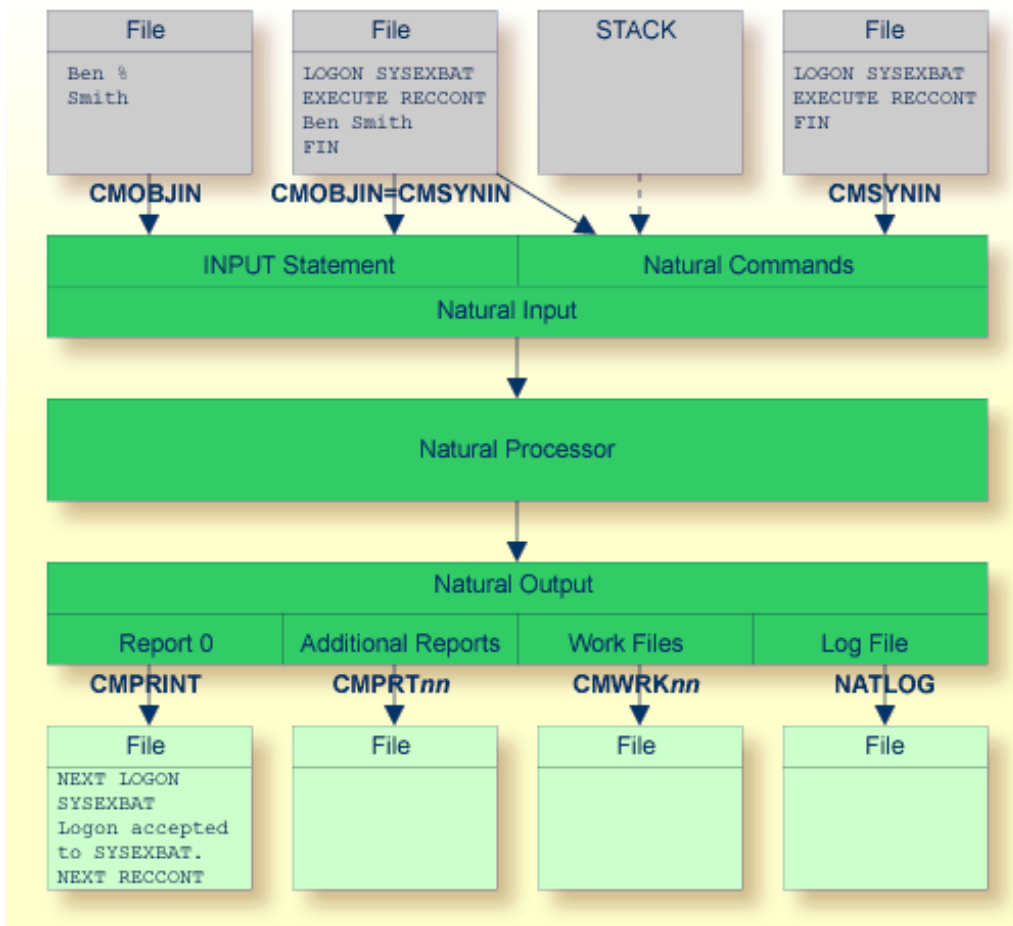 File
Ben %
Smith
File
LOGON SYSEXBAT
EXECUTE RECCONT
Ben Smith
FIN
STACK
File
LOGON SYSEXBAT
EXECUTE RECCONT
FIN
CMOBJIN
CMOBJIN=CMSYNIN
CMSYNIN
INPUT Statement
Natural Commands
Natural Input
Natural Processor
Natural Output
Report 0
Additional Reports
Work Files
Log File
CMPRINT
CMPRTnn
CMWRKnn
NATLOG
File
NEXT LOGON
SYSEXBAT
Logon accepted
to SYSEXBAT.
NEXT RECCONT
File
File
File